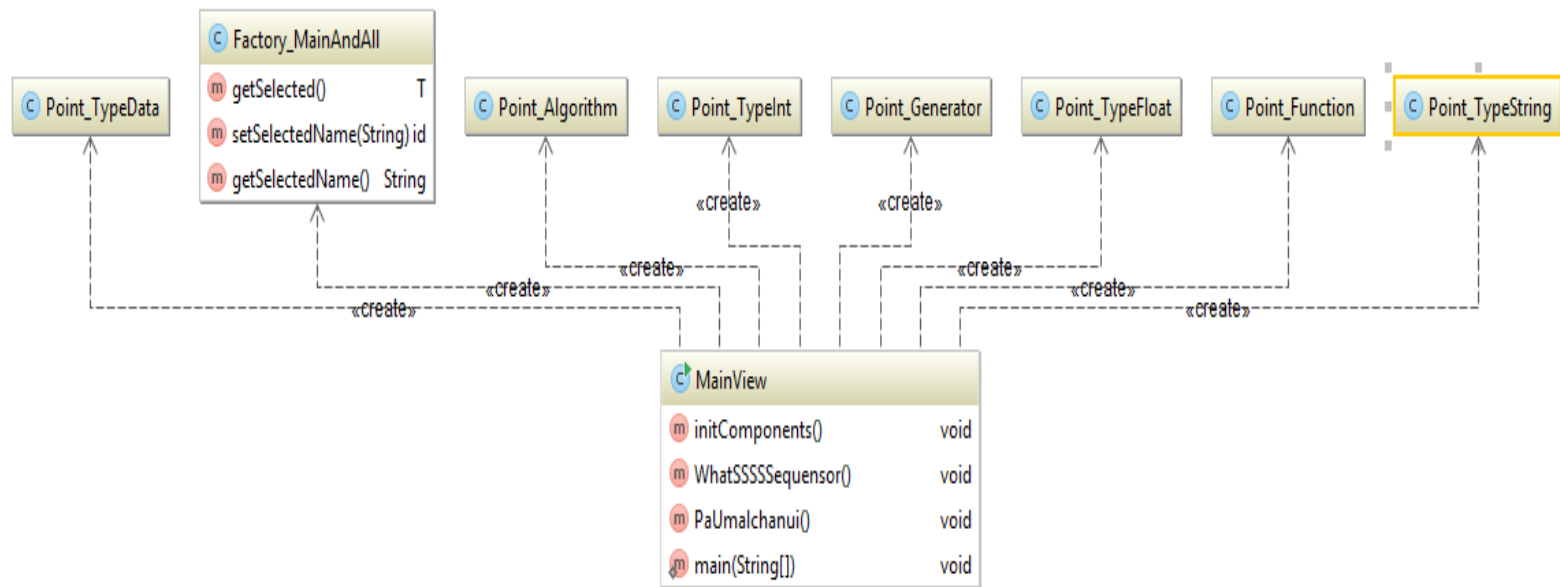 Factory_MainAndAll
getSelected() T
setSelectedName(String) id
getSelectedName() String
Point_TypeData
Point_Algorithm
Point_TypeInt
Point_Generator
Point_TypeFloat
Point_Function
Point_TypeString
«create»
«create»
«create»
«create»
«create»
«create»
«create»
«create»
MainView
initComponents() void
WhatSSSSSequensor() void
PaUmalchanui() void
main(String[]) void